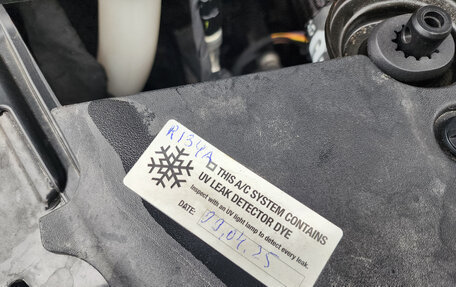 R134A
THIS A/C SYSTEM CONTAINS
UV LEAK DETECTOR DYE
Inspect with an UV light lamp to detect every leak.
DATE: 29.04.25